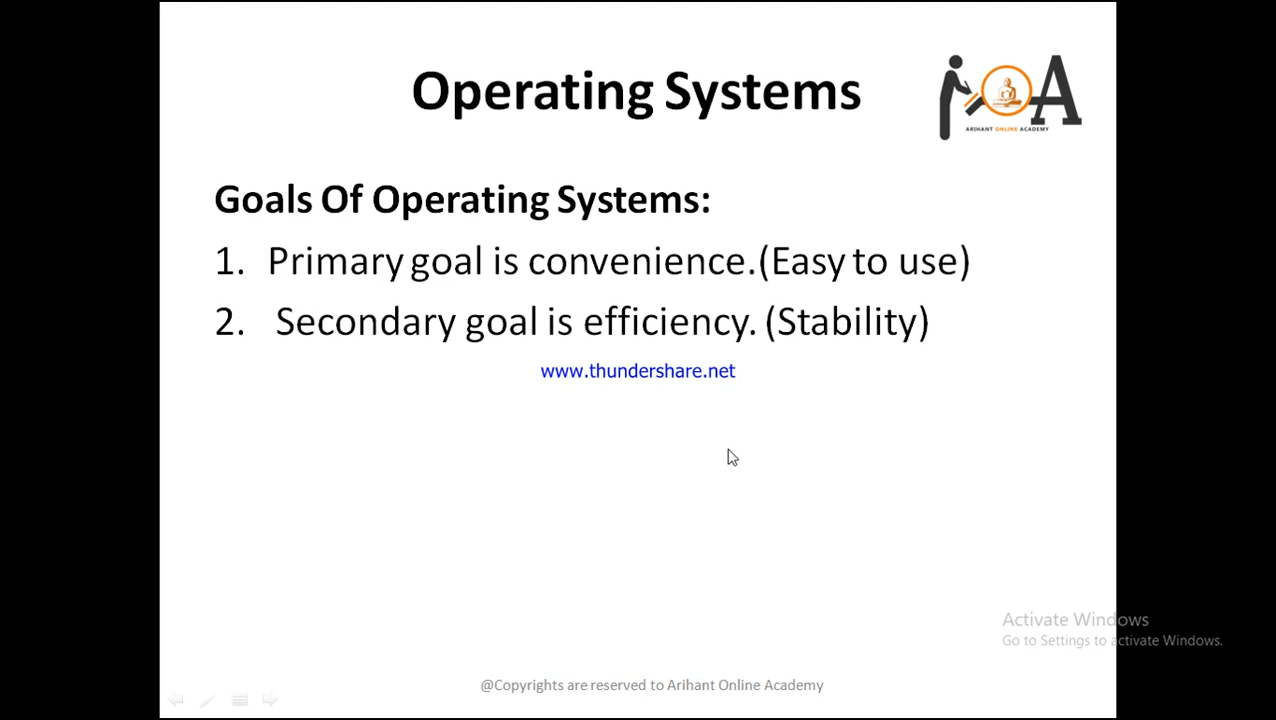 Operating Systems
A
ARIHANT ONLINE ACADEMY
Goals Of Operating Systems:
1. Primary goal is convenience.(Easy to use)
2. Secondary goal is efficiency. (Stability)
www.thundershare.net
Activate Windows
Go to Settings to activate Windows.
@Copyrights are reserved to Arihant Online Academy